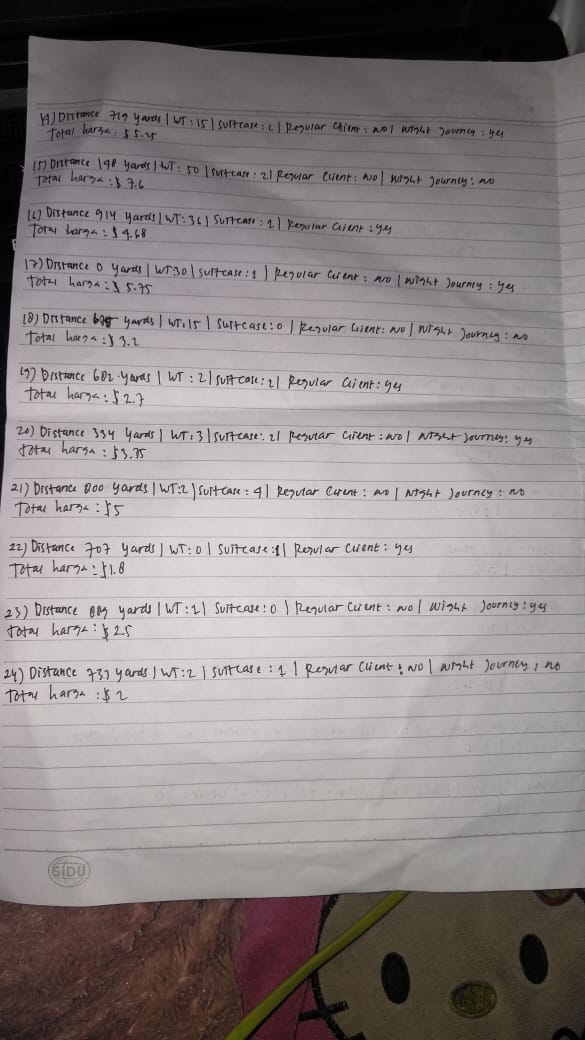 14) Distance 719 yards | WT : 15 | Suitcase : 2 | Regular Client : No | Night Journey : yes
Total harga : $ 5.25
15) Distance 198 yards | WT : 50 | Suitcase : 2 | Regular Client : No | Night Journey : no
Total harga : $ 7.6
16) Distance 914 yards | WT : 36 | Suitcase : 1 | Regular Client : yes
Total harga : $ 4.68
17) Distance 0 yards | WT : 30 | Suitcase : 1 | Regular Client : no | Night Journey : yes
Total harga : $ 5.75
18) Distance yards | WT : 15 | Suitcase : 0 | Regular Client : No | Night Journey : no
Total harga : $ 3.2
19) Distance 682 yards | WT : 2 | Suitcase : 2 | Regular Client : yes
Total harga : $ 2.7
20) Distance 334 yards | WT : 3 | Suitcase : 2 | Regular Client : no | Night Journey : yes
Total harga : $3.75
21) Distance 800 yards | WT : 2 | Suitcase : 4 | Regular Client : no | Night Journey : no
Total harga : $5
22) Distance 707 yards | WT : 0 | Suitcase : 1 | Regular Client : yes
Total harga : $1.8
23) Distance 889 yards | WT : 1 | Suitcase : 0 | Regular Client : no | Night Journey : yes
Total harga : $ 2.5
24) Distance 737 yards | WT : 2 | Suitcase : 1 | Regular Client : NO | Night Journey : no
Total harga : $ 2
SiDU